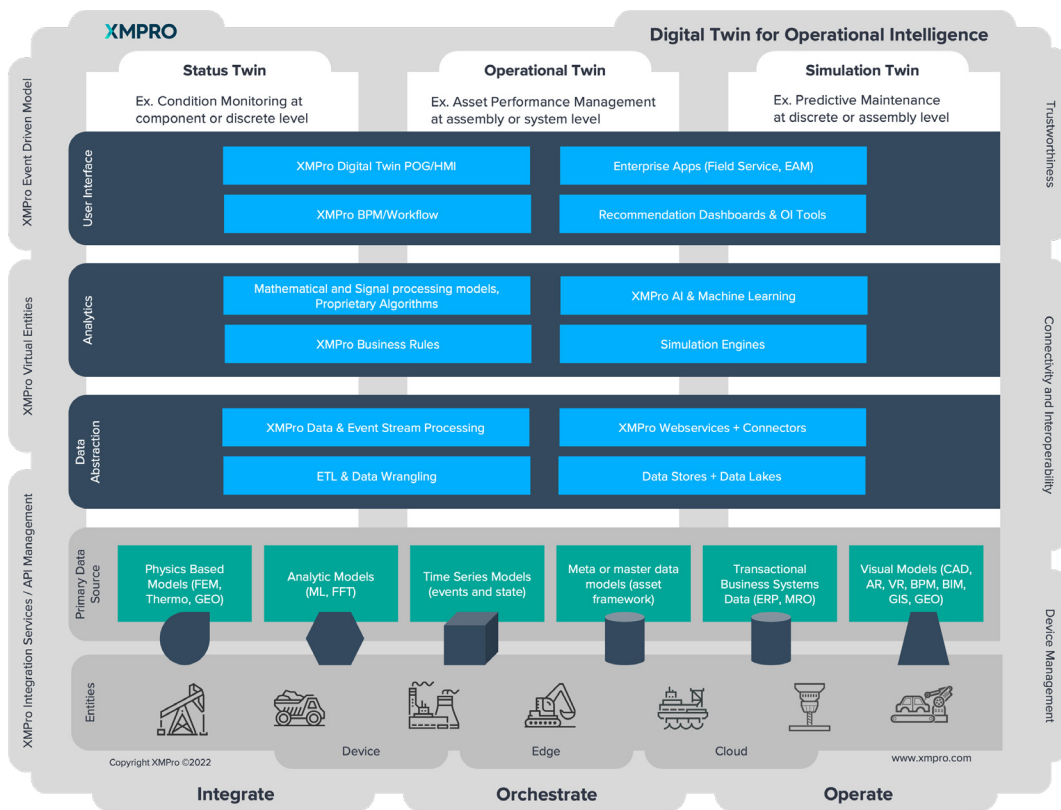 XMPRO
Digital Twin for Operational Intelligence
Status Twin
Ex. Condition Monitoring at
component or discrete level
Operational Twin
Ex. Asset Performance Management
at assembly or system level
Simulation Twin
Ex. Predictive Maintenance
at discrete or assembly level
XMPro Event Driven Model
XMPro Virtual Entities
XMPro Integration Services / API Management
Trustworthiness
Connectivity and Interoperability
Device Management
User Interface
XMPro Digital Twin POG/HMI
Enterprise Apps (Field Service, EAM)
XMPro BPM/Workflow
Recommendation Dashboards & OI Tools
Analytics
Mathematical and Signal processing models,
Proprietary Algorithms
XMPro AI & Machine Learning
XMPro Business Rules
Simulation Engines
Data
Abstraction
XMPro Data & Event Stream Processing
XMPro Webservices + Connectors
ETL & Data Wrangling
Data Stores + Data Lakes
Primary Data
Source
Physics Based
Models (FEM,
Thermo, GEO)
Analytic Models
(ML, FFT)
Time Series Models
(events and state)
Meta or master data
models (asset
framework)
Transactional
Business Systems
Data (ERP, MRO)
Visual Models (CAD,
AR, VR, BPM, BIM,
GIS, GEO)
Entities
Device
Edge
Cloud
Copyright XMPro ©2022
www.xmpro.com
Integrate
Orchestrate
Operate